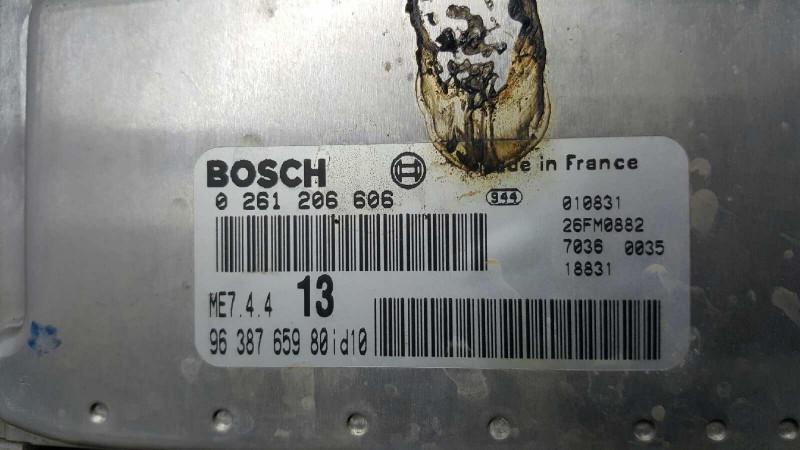 BOSCH Made in France
0 261 206 606 944 010831
26FM0882
7036 0035
18831
ME7.4.4 13
96 387 659 80id10